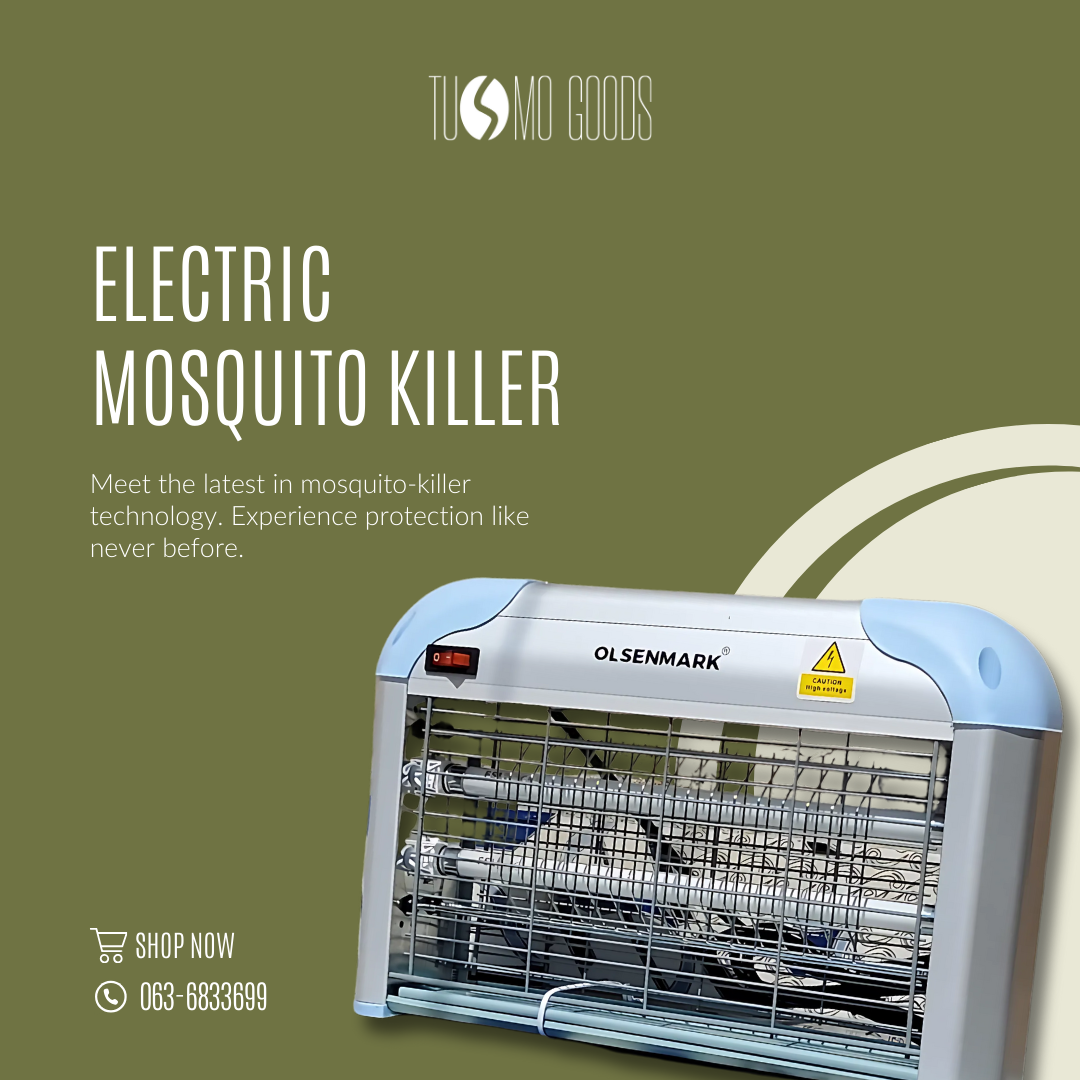 TUSMO GOODS
ELECTRIC
MOSQUITO KILLER
Meet the latest in mosquito-killer
technology. Experience protection like
never before.
OLSENMARK®
CAUTION
High voltage
SHOP NOW
063-6833699